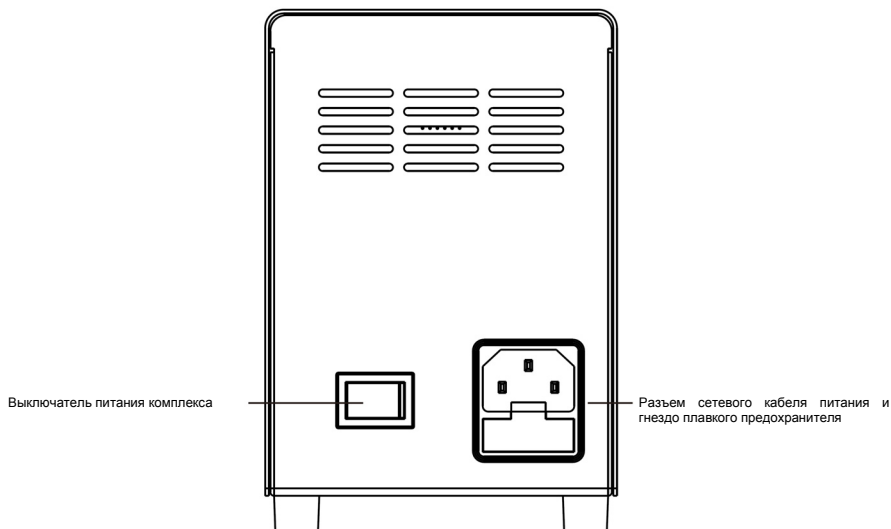 Выключатель питания комплекса
Разъем сетевого кабеля питания и
гнездо плавкого предохранителя